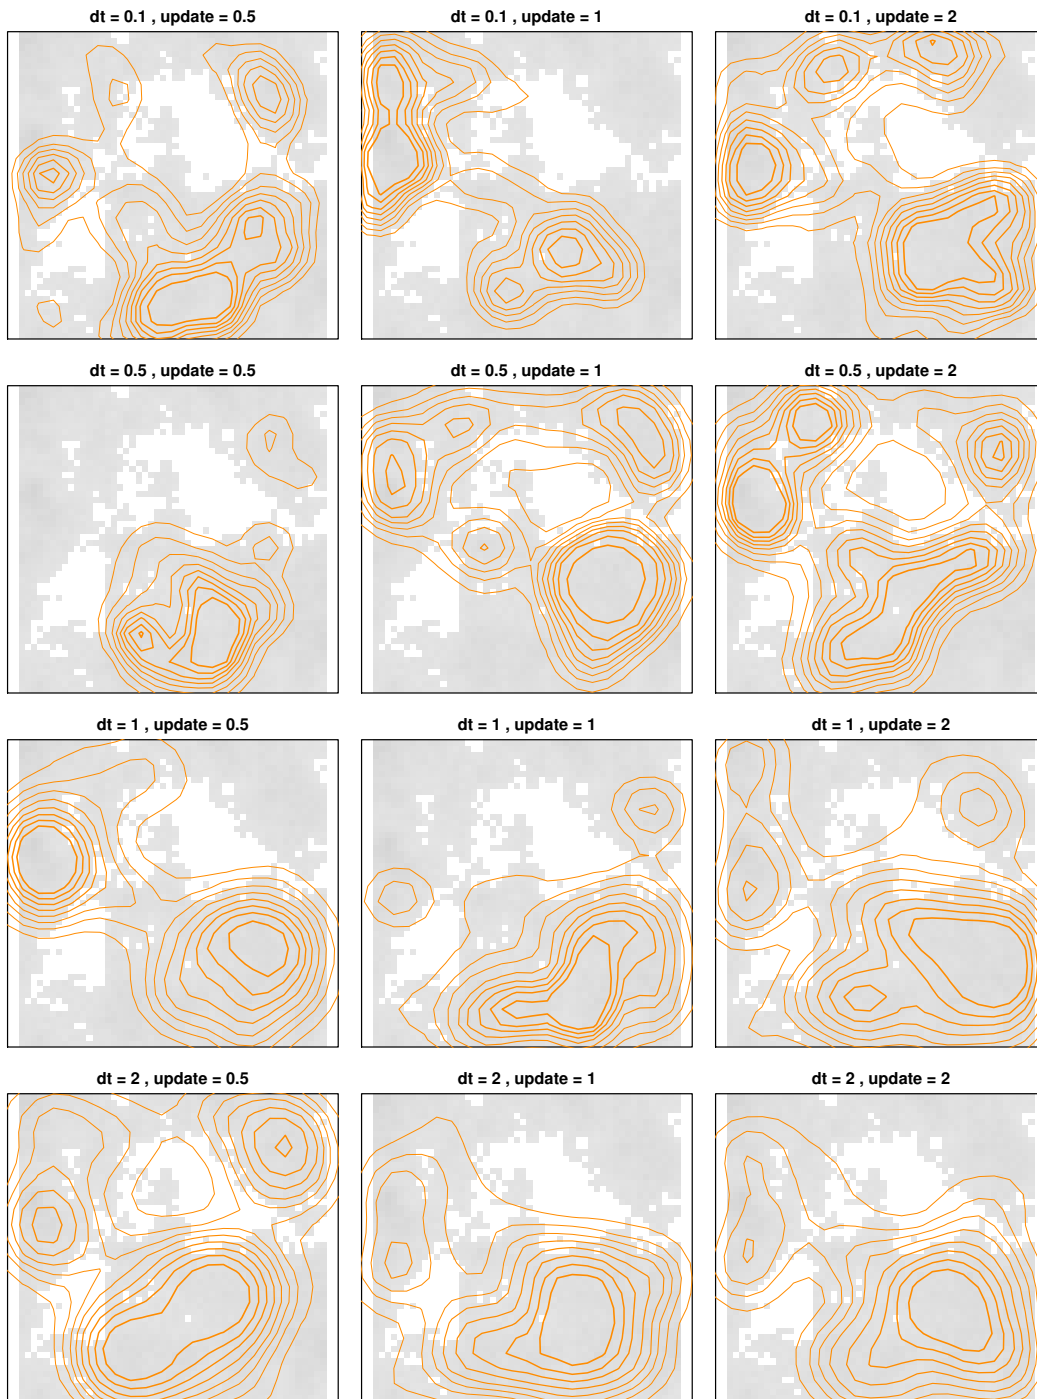 dt = 0.1 , update = 0.5
dt = 0.1 , update = 1
dt = 0.1 , update = 2
dt = 0.5 , update = 0.5
dt = 0.5 , update = 1
dt = 0.5 , update = 2
dt = 1 , update = 0.5
dt = 1 , update = 1
dt = 1 , update = 2
dt = 2 , update = 0.5
dt = 2 , update = 1
dt = 2 , update = 2